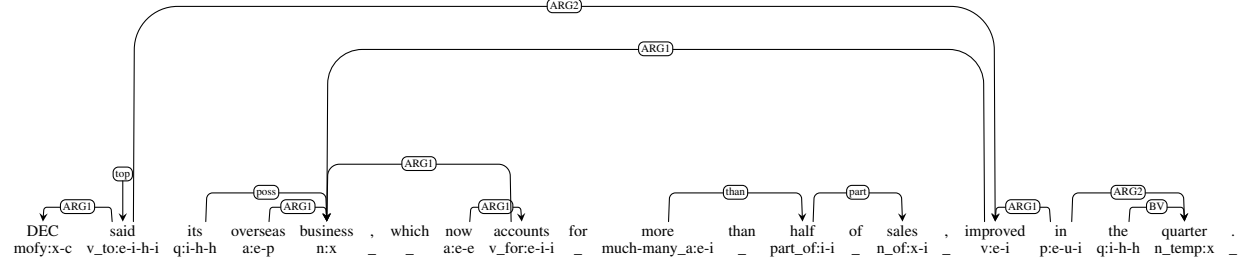 ARG2
ARG1
ARG1
top
poss
than
part
ARG2
ARG1
ARG1
ARG1
ARG1
BV
DEC said its overseas business , which now accounts for more than half of sales , improved in the quarter .
mofy:x-c v_to:e-i-h-i q:i-h-h a:e-p n:x _ _ a:e-e v_for:e-i-i _ much-many_a:e-i _ part_of:i-i _ n_of:x-i _ v:e-i p:e-u-i q:i-h-h n_temp:x _